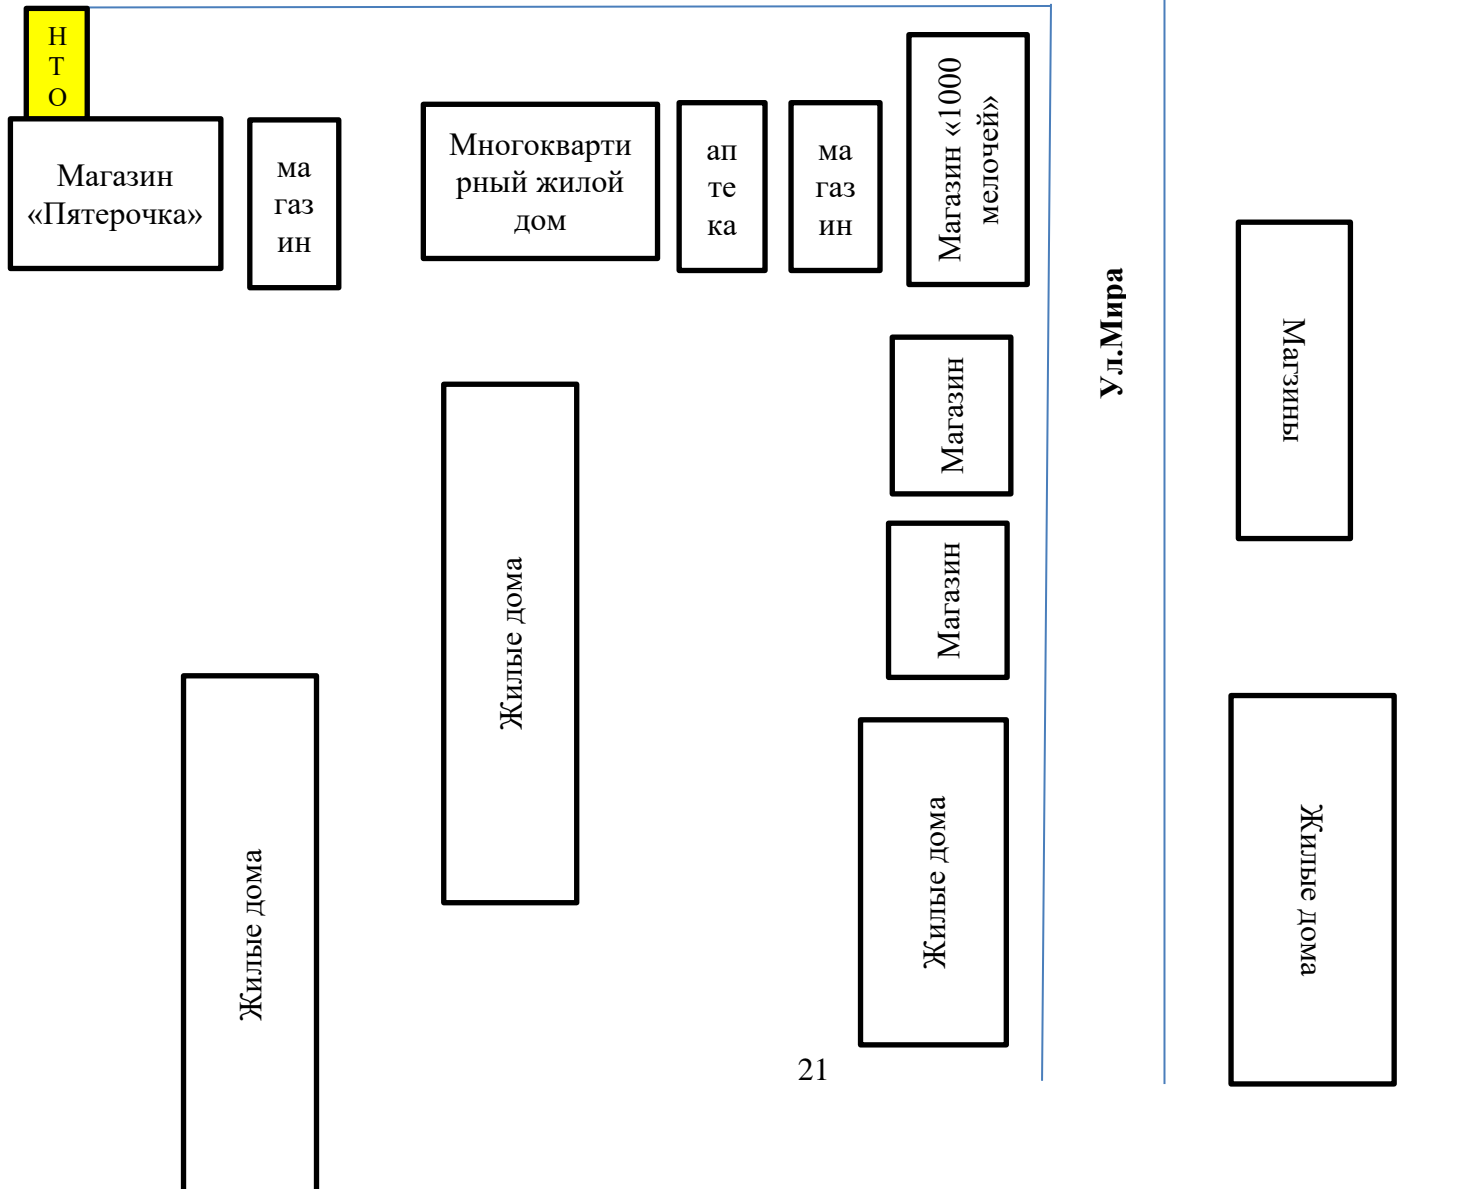 Н
Т
О
Магазин
«Пятерочка»
ма
газ
ин
Многокварти
рный жилой
дом
ап
те
ка
ма
газ
ин
Магазин «1000
мелочей»
Ул.Мира
Магзины
Магазин
Магазин
Жилые дома
Жилые дома
Жилые дома
Жилые дома
21